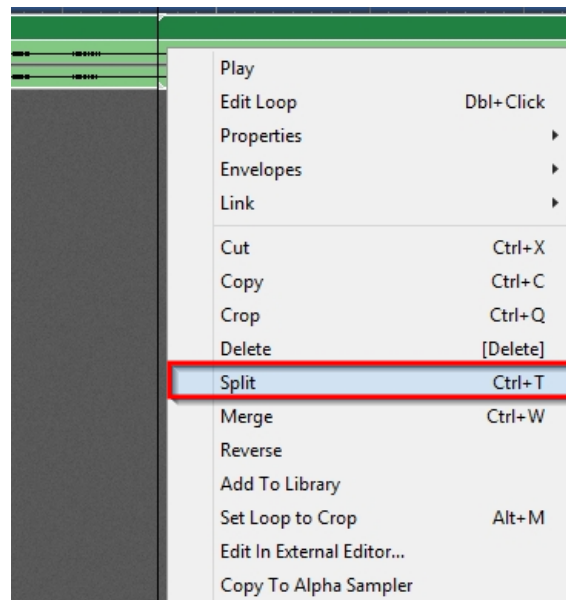 Play
Edit Loop Dbl+Click
Properties
Envelopes
Link
Cut Ctrl+X
Copy Ctrl+C
Crop Ctrl+Q
Delete [Delete]
Split Ctrl+T
Merge Ctrl+W
Reverse
Add To Library
Set Loop to Crop Alt+M
Edit In External Editor...
Copy To Alpha Sampler